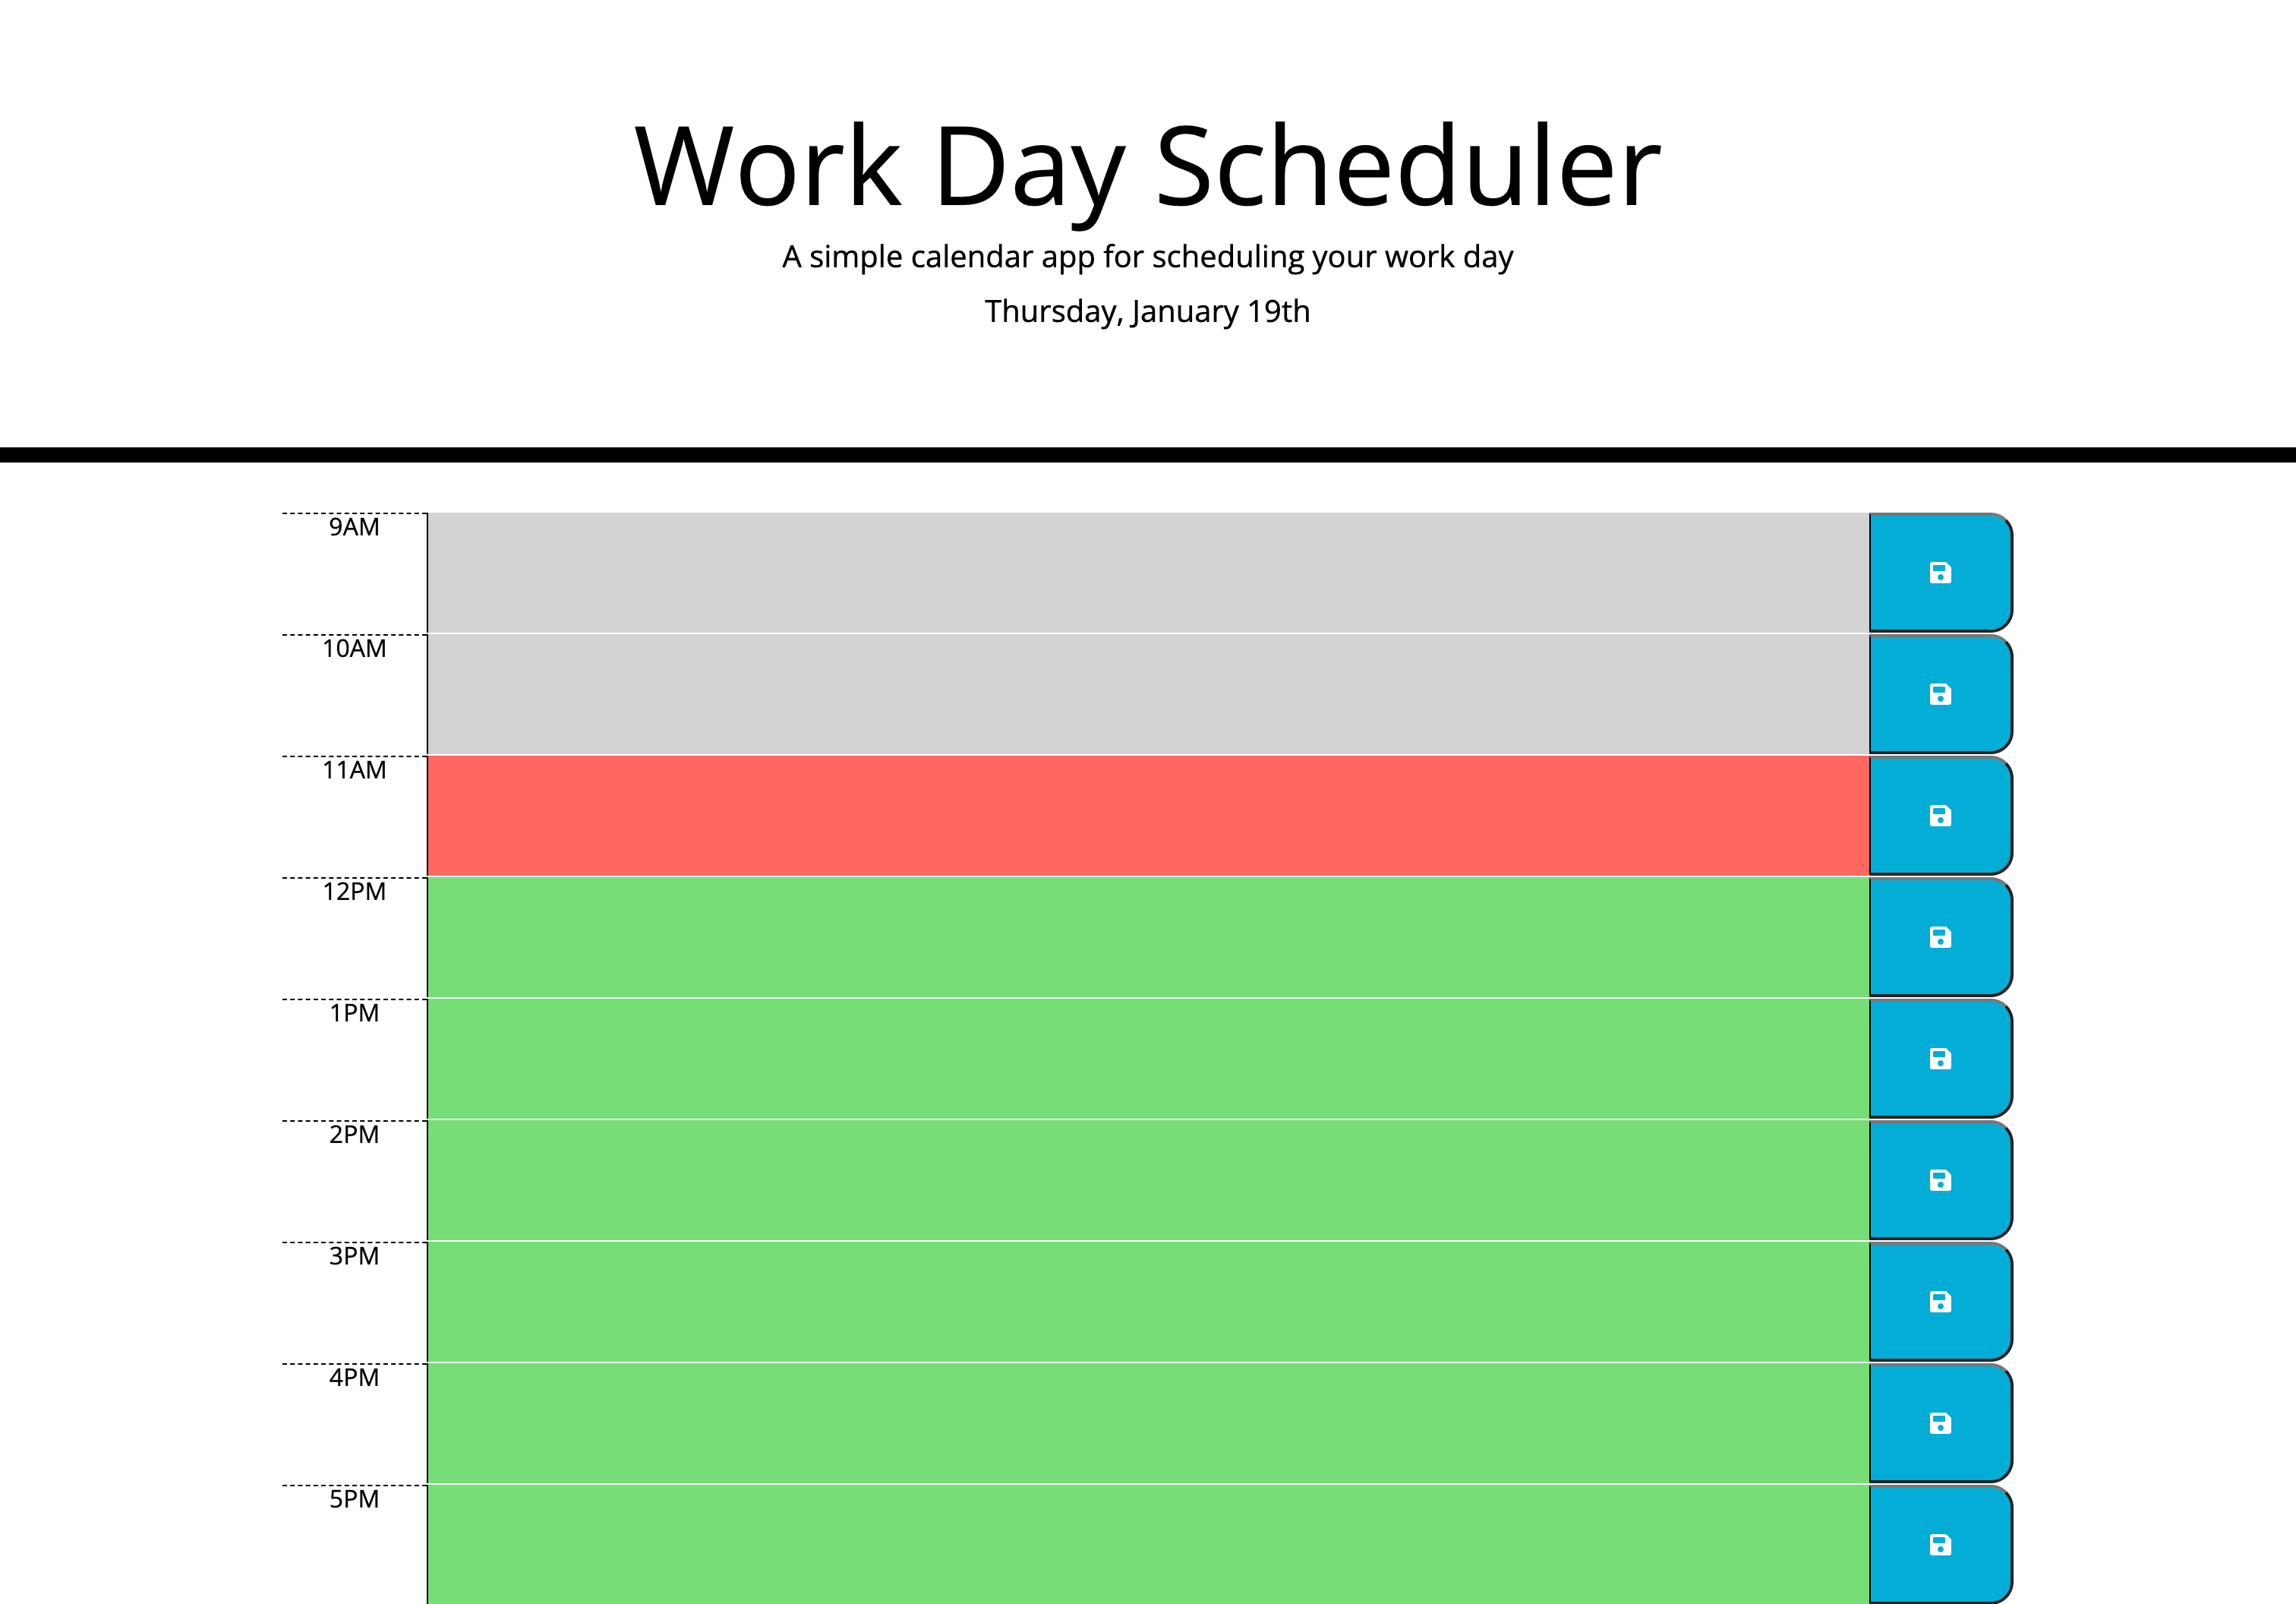 Work Day Scheduler
A simple calendar app for scheduling your work day
Thursday, January 19th
9AM
10AM
11AM
12PM
1PM
2PM
3PM
4PM
5PM